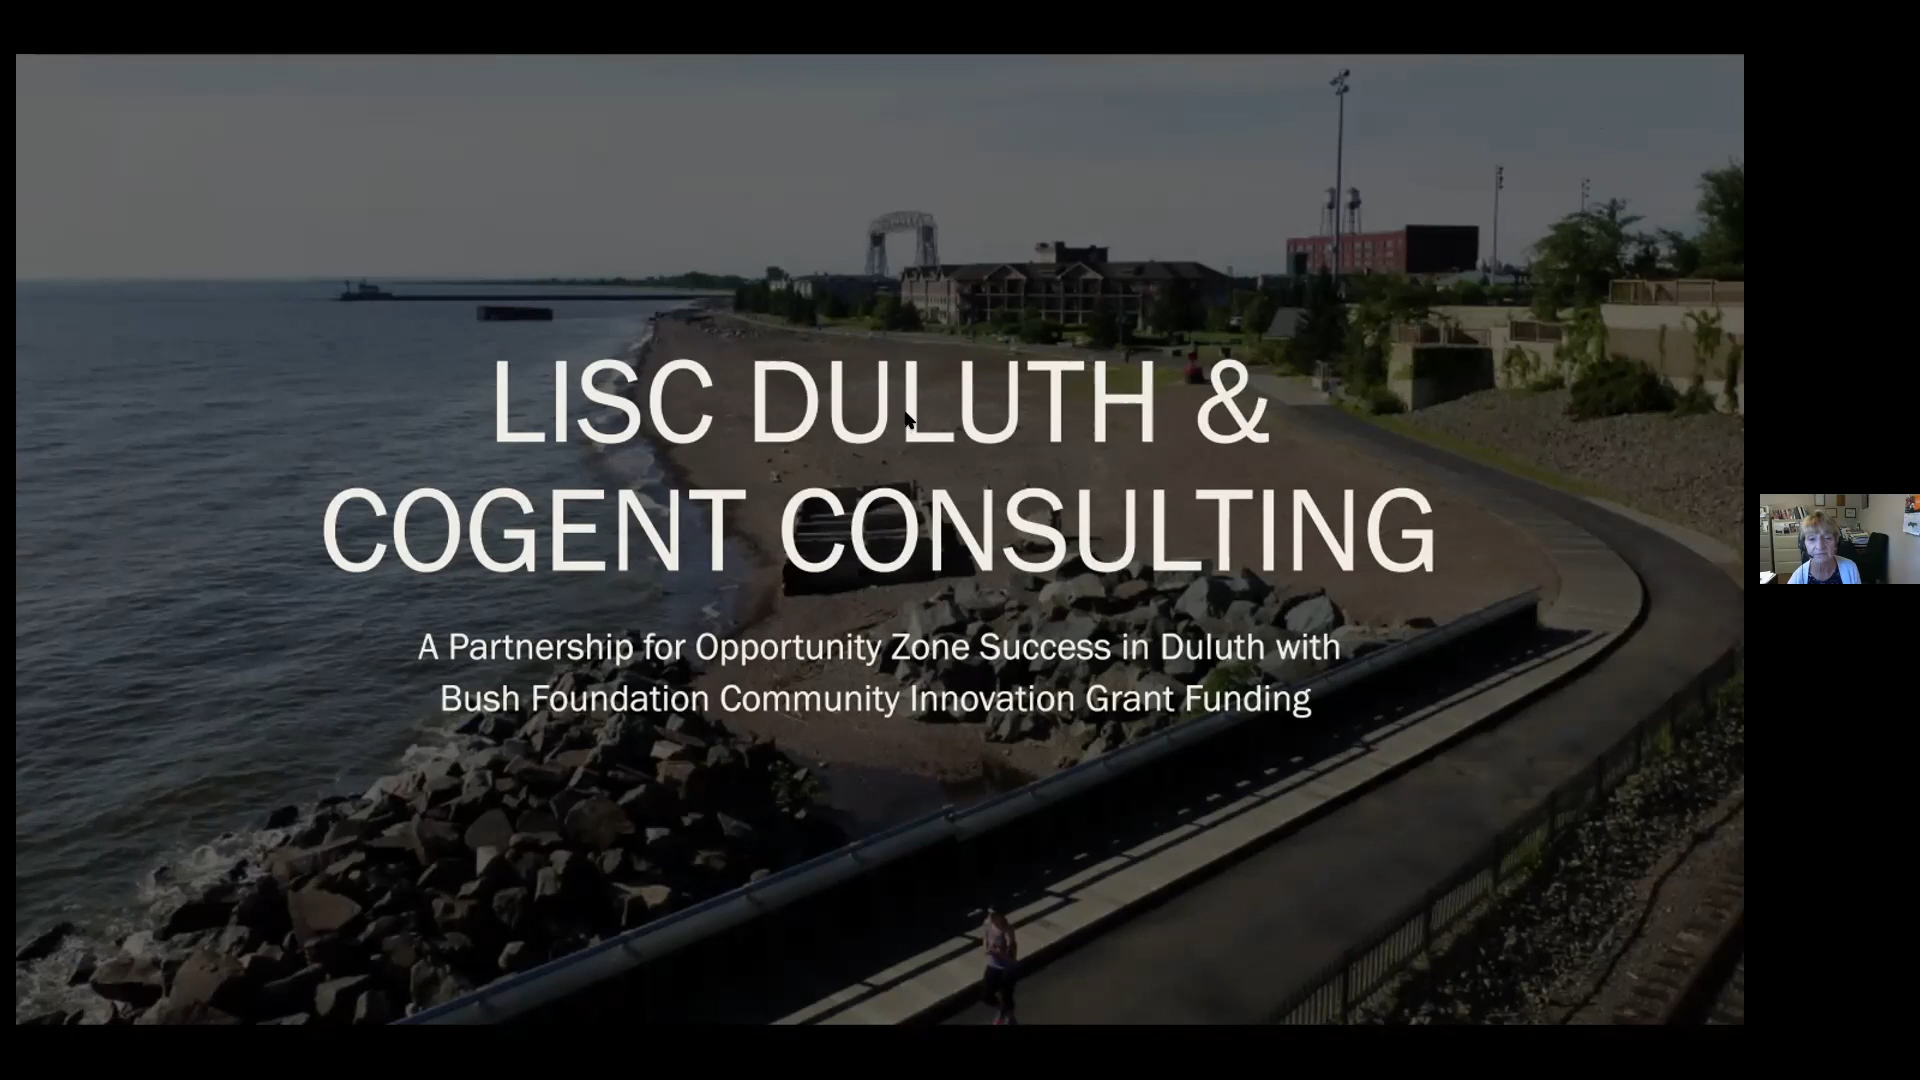 LISC DULUTH &
COGENT CONSULTING
A Partnership for Opportunity Zone Success in Duluth with
Bush Foundation Community Innovation Grant Funding